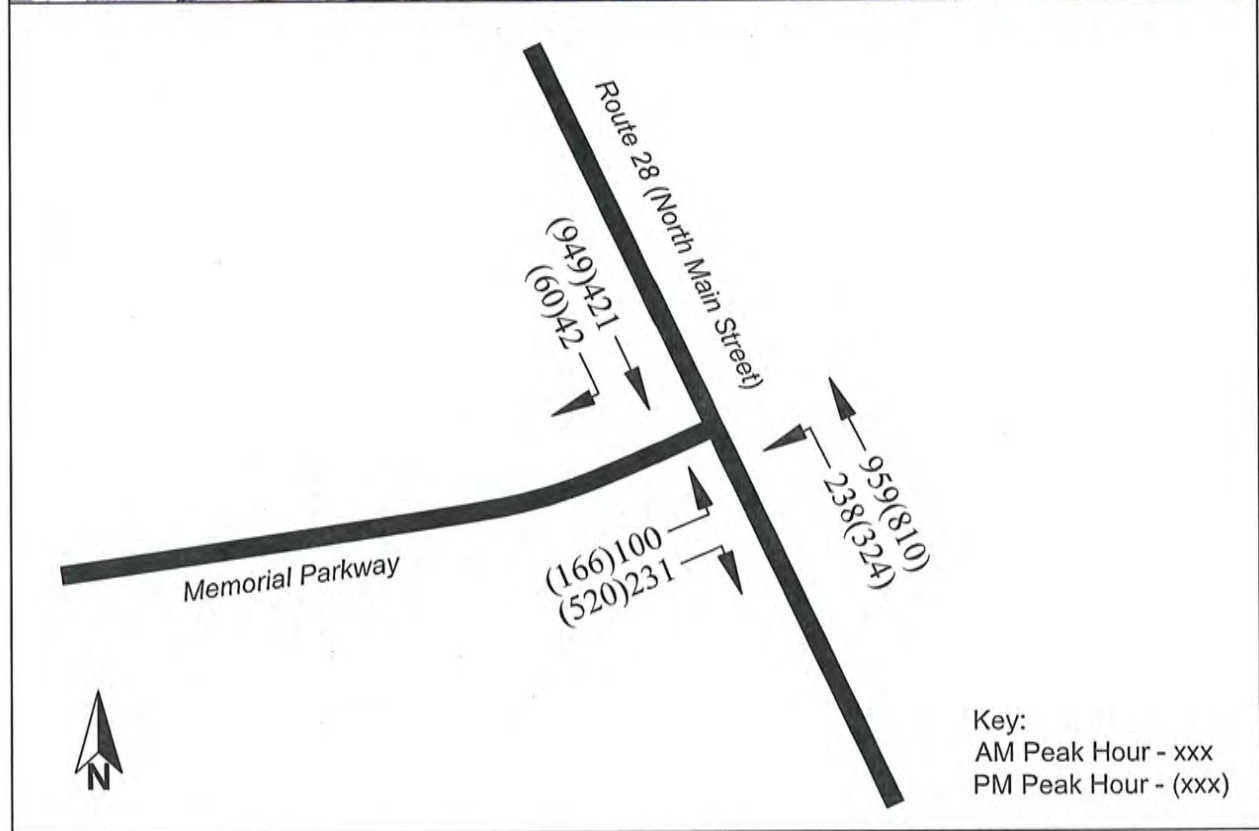 Route 28 (North Main Street)
(949)421
(60)42
959(810)
238(324)
(166)100
(520)231
Memorial Parkway
N
Key:
AM Peak Hour - xxx
PM Peak Hour - (xxx)